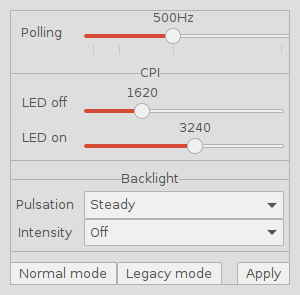 500Hz
Polling
CPI
1620
LED off
3240
LED on
Backlight
Pulsation Steady
Intensity Off
Normal mode Legacy mode Apply